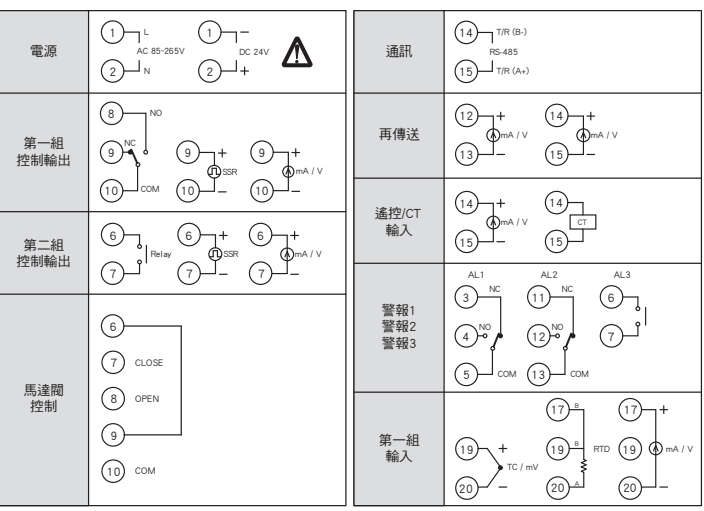 電源
1 L
AC 85-265V
2 N
1 −
DC 24V
2 +
第一組
控制輸出
8 NO
9 NC
10 COM
9 +
SSR
10 −
9 +
mA / V
10 −
第二組
控制輸出
6
Relay
7
6 +
SSR
7 −
6 +
mA / V
7 −
馬達閥
控制
6
7 CLOSE
8 OPEN
9
10 COM
通訊
14 T/R (B-)
RS-485
15 T/R (A+)
再傳送
12 +
mA / V
13 −
14 +
mA / V
15 −
遙控/CT
輸入
14 +
mA / V
15 −
14
CT
15
警報1
警報2
警報3
AL1
3 NC
4 NO
5 COM
AL2
11 NC
12 NO
13 COM
AL3
6
7
第一組
輸入
19 +
TC / mV
20 −
17 B
19 B
RTD
20 A
17 +
19 mA / V
20 −